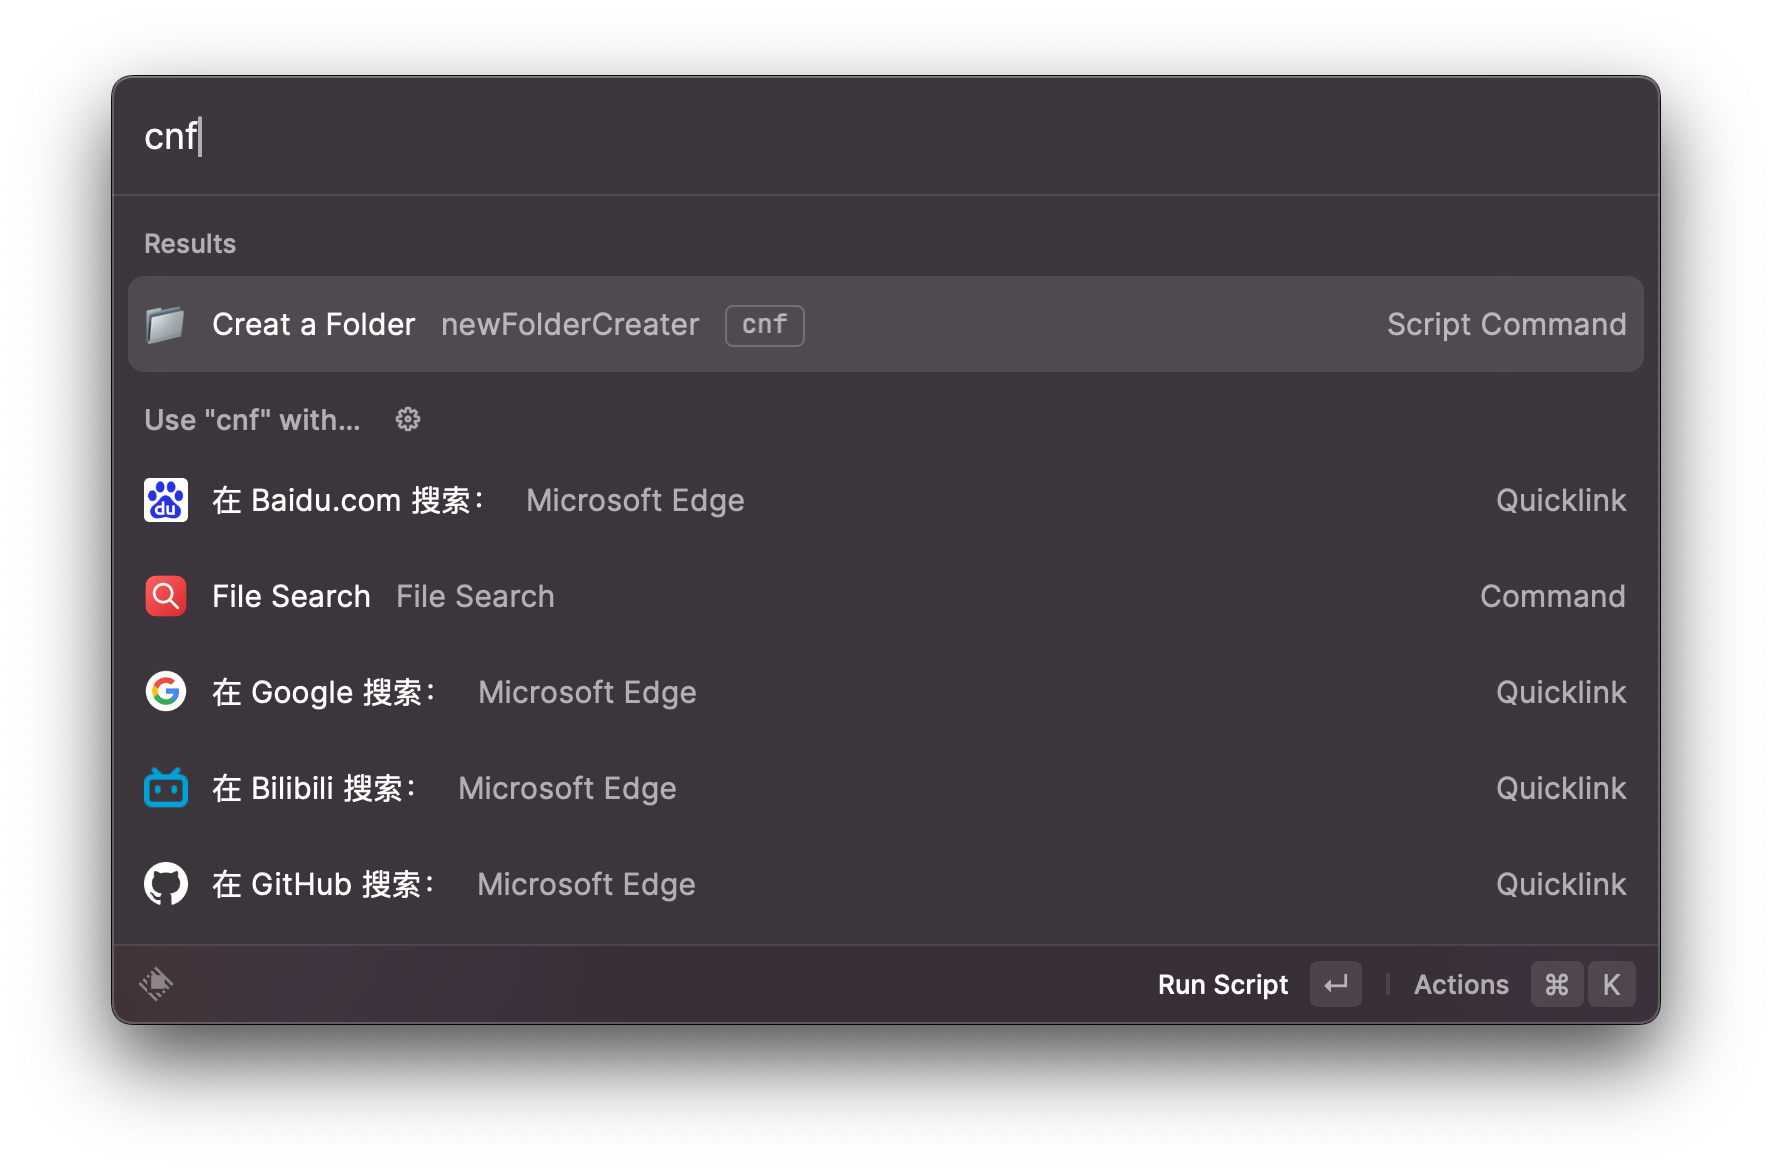 cnf
Results
Creat a Folder newFolderCreater cnf Script Command
Use "cnf" with...
du 在 Baidu.com 搜索： Microsoft Edge Quicklink
File Search File Search Command
在 Google 搜索： Microsoft Edge Quicklink
在 Bilibili 搜索： Microsoft Edge Quicklink
在 GitHub 搜索： Microsoft Edge Quicklink
Run Script ↵ | Actions ⌘ K